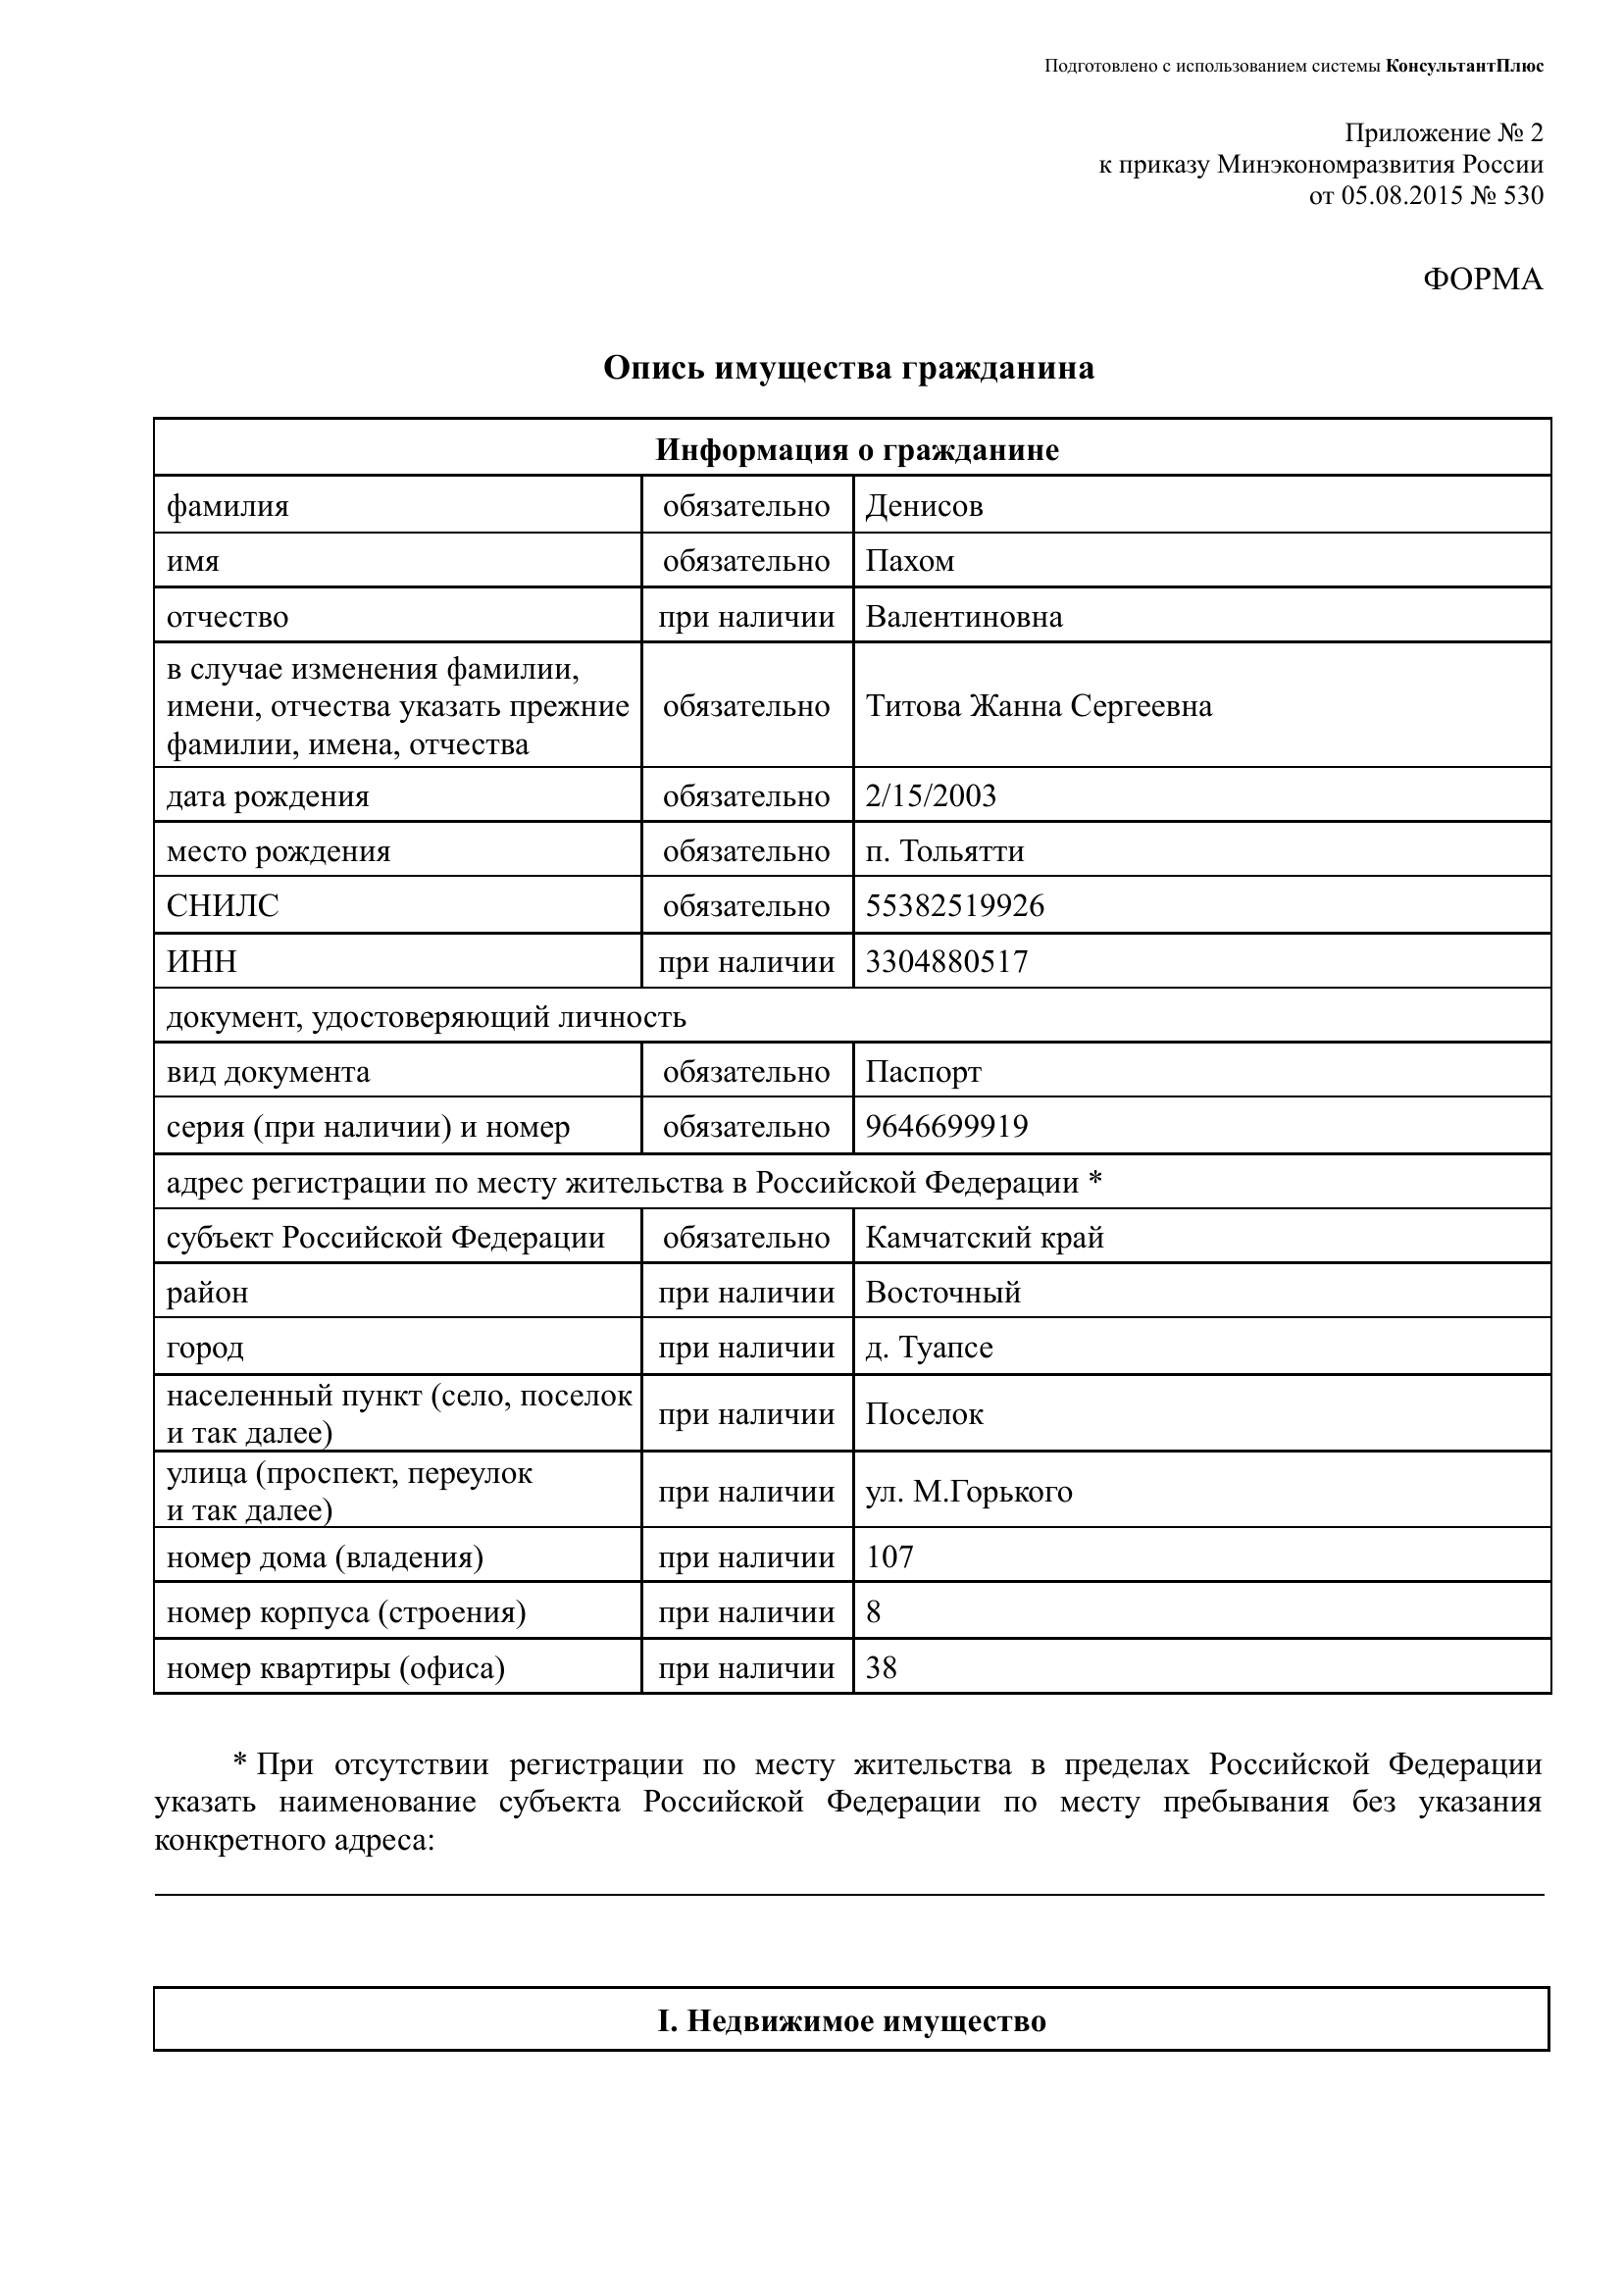 Подготовлено с использованием системы КонсультантПлюс
Приложение № 2
к приказу Минэкономразвития России
от 05.08.2015 № 530
ФОРМА
Опись имущества гражданина
Информация о гражданине
фамилия обязательно Денисов
имя обязательно Пахом
отчество при наличии Валентиновна
в случае изменения фамилии,
имени, отчества указать прежние обязательно Титова Жанна Сергеевна
фамилии, имена, отчества
дата рождения обязательно 2/15/2003
место рождения обязательно п. Тольятти
СНИЛС обязательно 55382519926
ИНН при наличии 3304880517
документ, удостоверяющий личность
вид документа обязательно Паспорт
серия (при наличии) и номер обязательно 9646699919
адрес регистрации по месту жительства в Российской Федерации *
субъект Российской Федерации обязательно Камчатский край
район при наличии Восточный
город при наличии д. Туапсе
населенный пункт (село, поселок
и так далее) при наличии Поселок
улица (проспект, переулок
и так далее) при наличии ул. М.Горького
номер дома (владения) при наличии 107
номер корпуса (строения) при наличии 8
номер квартиры (офиса) при наличии 38
* При отсутствии регистрации по месту жительства в пределах Российской Федерации
указать наименование субъекта Российской Федерации по месту пребывания без указания
конкретного адреса:
I. Недвижимое имущество